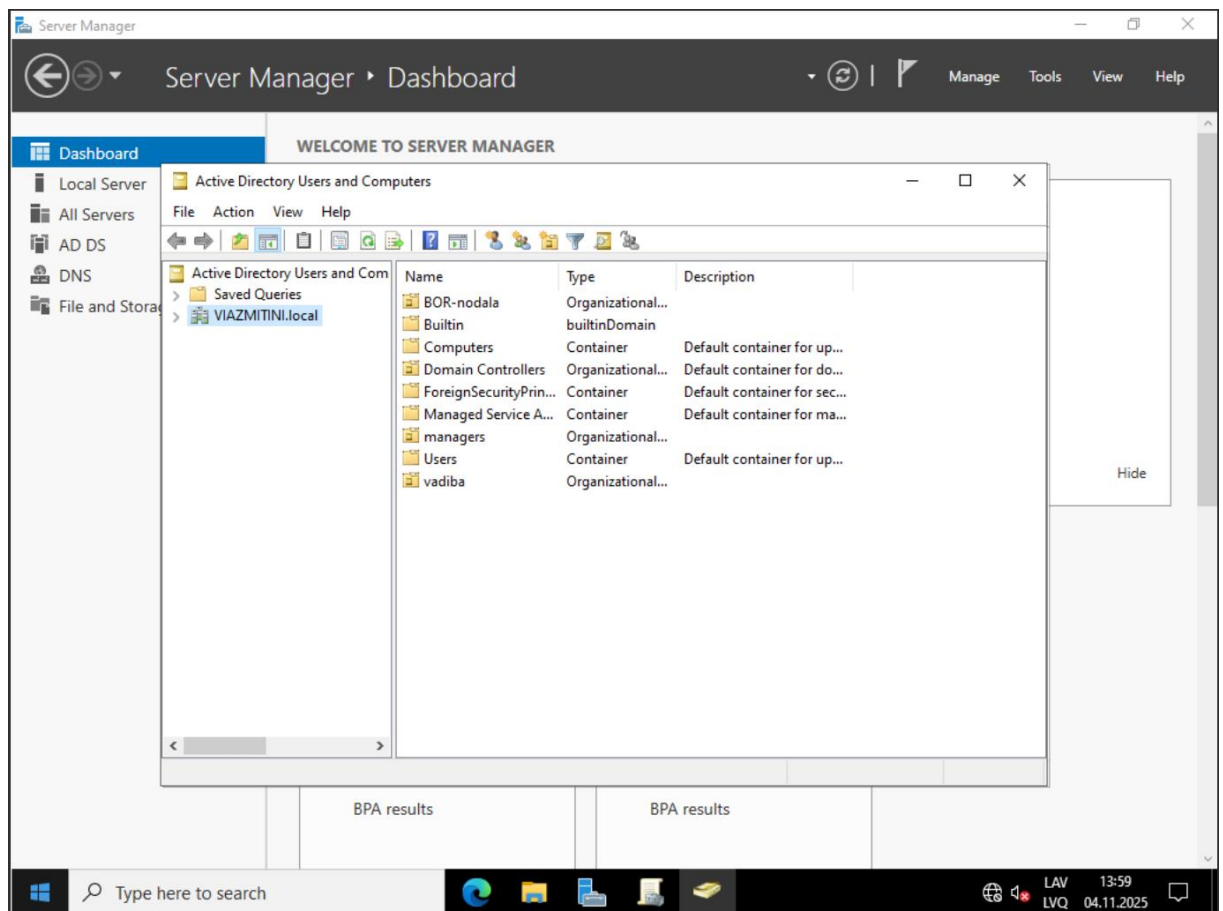 Server Manager
Server Manager • Dashboard
Manage Tools View Help
Dashboard
Local Server
All Servers
AD DS
DNS
File and Storag
WELCOME TO SERVER MANAGER
Active Directory Users and Computers
File Action View Help
Active Directory Users and Com
Saved Queries
VIAZMITINI.local
Name Type Description
BOR-nodala Organizational...
Builtin builtinDomain
Computers Container Default container for up...
Domain Controllers Organizational... Default container for do...
ForeignSecurityPrin... Container Default container for sec...
Managed Service A... Container Default container for ma...
managers Organizational...
Users Container Default container for up...
vadiba Organizational...
Hide
BPA results BPA results
Type here to search
LAV 13:59
LVQ 04.11.2025